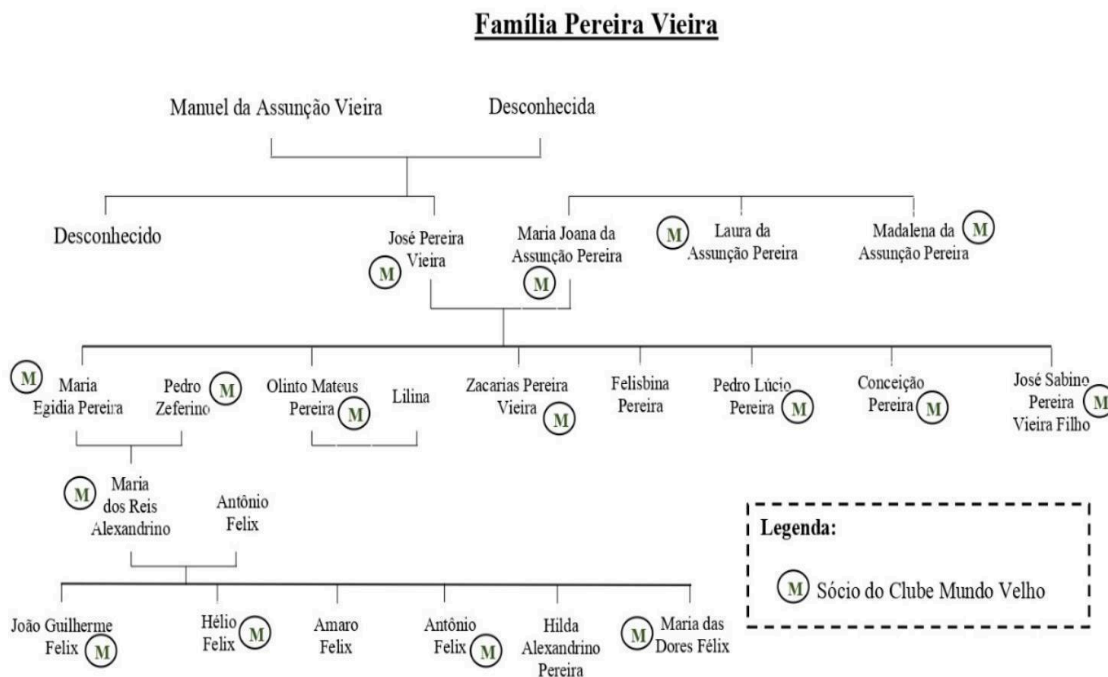 Família Pereira Vieira
Manuel da Assunção Vieira
Desconhecida
Desconhecido
José Pereira
Vieira
M
Maria Joana da
Assunção Pereira
M
M
Laura da
Assunção Pereira
Madalena da
Assunção Pereira
M
M
Maria
Egídia Pereira
Pedro
Zeferino
M
Olinto Mateus
Pereira
M
Lilina
Zacarias Pereira
Vieira
M
Felisbina
Pereira
Pedro Lúcio
Pereira
M
Conceição
Pereira
M
José Sabino
Pereira
Vieira Filho
M
M
Maria
dos Reis
Alexandrino
Antônio
Felix
João Guilherme
Felix
M
Hélio
Felix
M
Amaro
Felix
Antônio
Felix
M
Hilda
Alexandrino
Pereira
M
Maria das
Dores Félix
Legenda:
M Sócio do Clube Mundo Velho